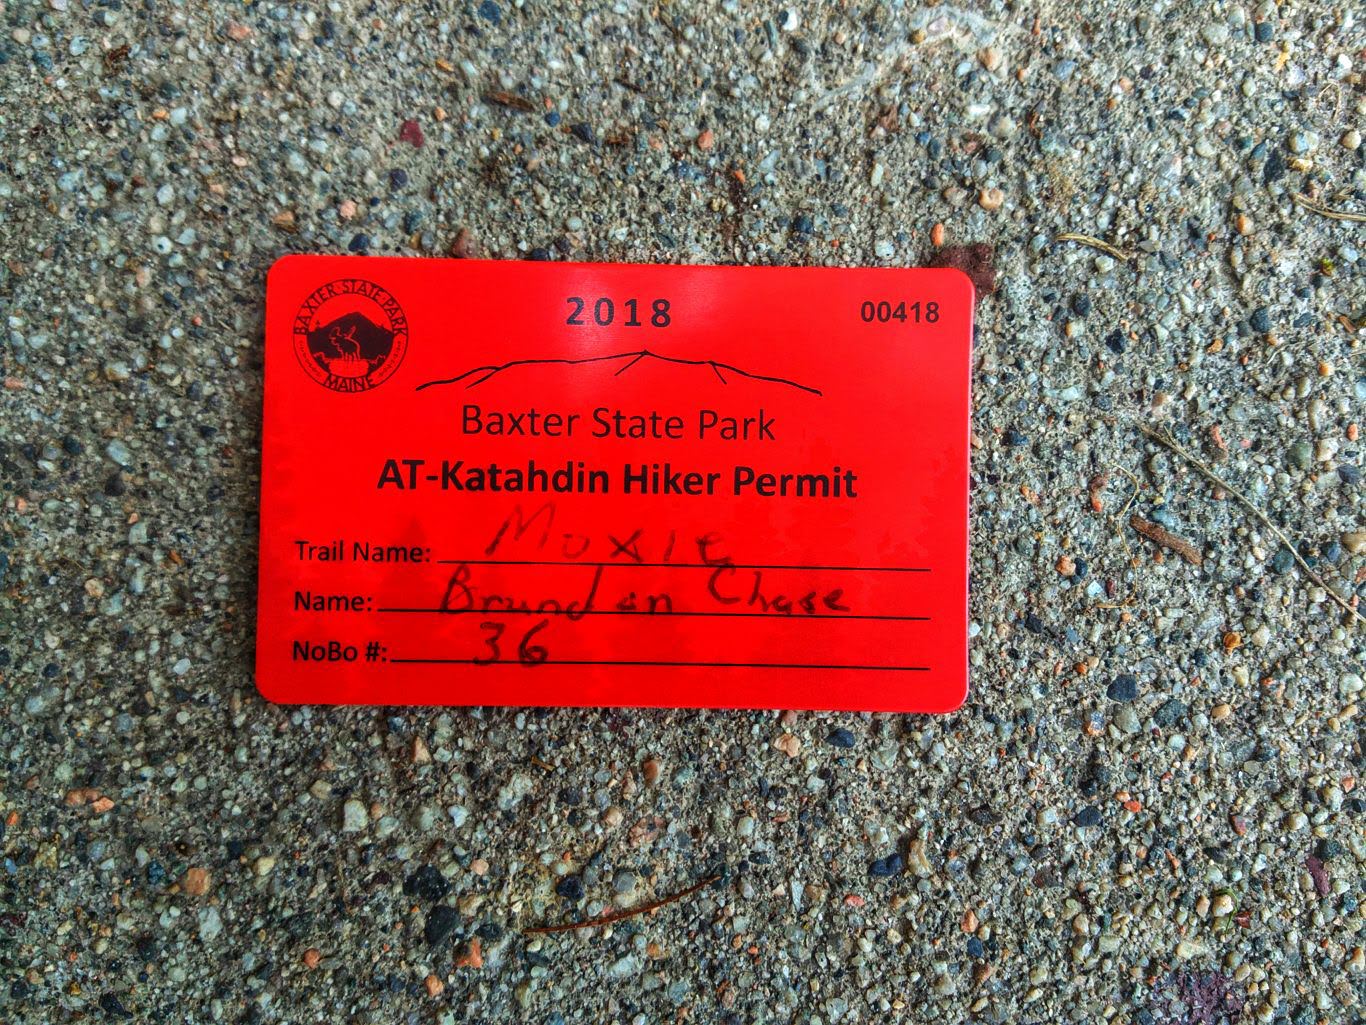 BAXTER STATE PARK
MAINE
2018
00418
Baxter State Park
AT-Katahdin Hiker Permit
Trail Name: Moxie
Name: Brundan Chase
NoBo #: 36